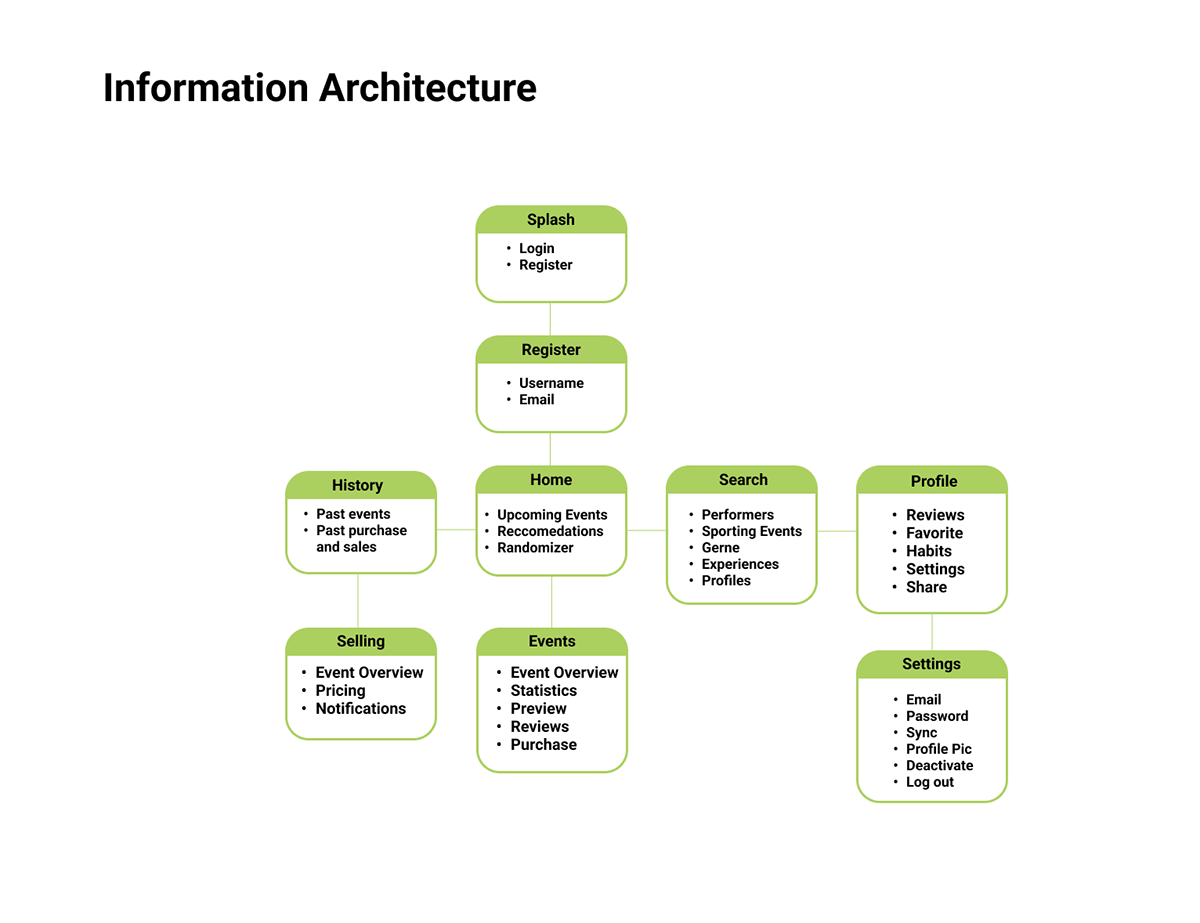 Information Architecture
Splash
• Login
• Register
Register
• Username
• Email
History
• Past events
• Past purchase
and sales
Home
• Upcoming Events
• Reccomedations
• Randomizer
Search
• Performers
• Sporting Events
• Gerne
• Experiences
• Profiles
Profile
• Reviews
• Favorite
• Habits
• Settings
• Share
Selling
• Event Overview
• Pricing
• Notifications
Events
• Event Overview
• Statistics
• Preview
• Reviews
• Purchase
Settings
• Email
• Password
• Sync
• Profile Pic
• Deactivate
• Log out